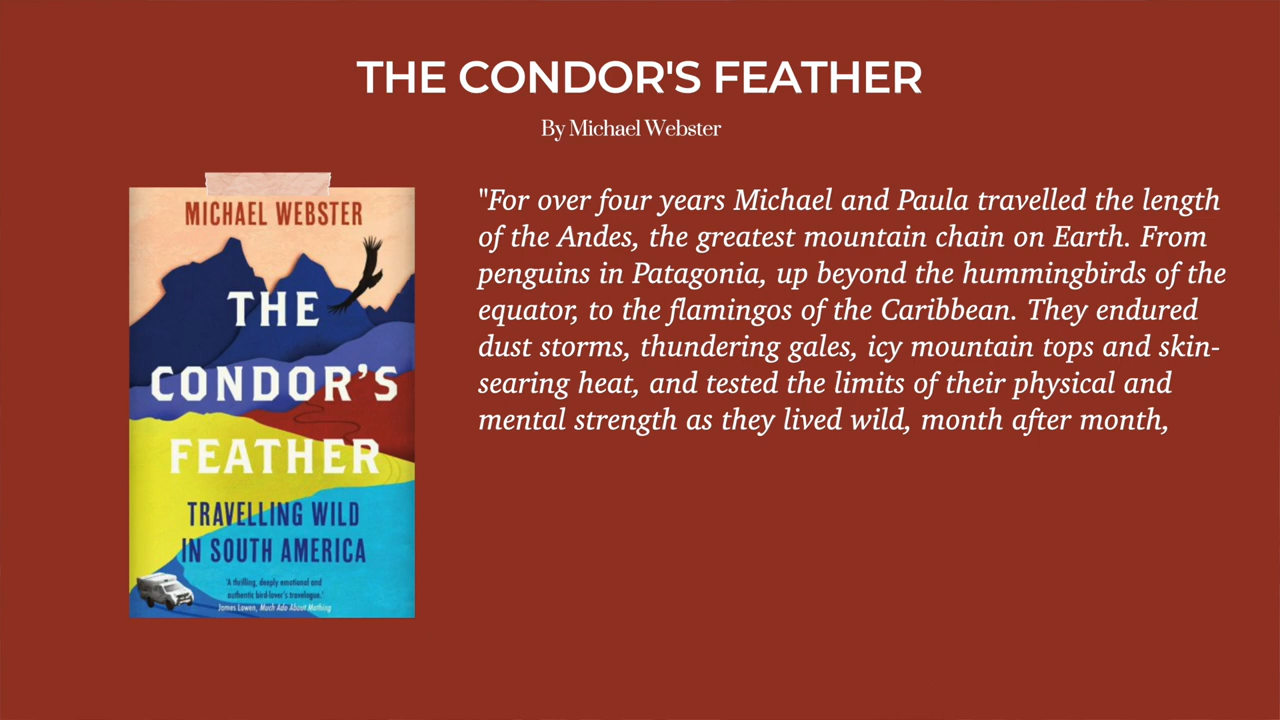 THE CONDOR'S FEATHER
By Michael Webster
MICHAEL WEBSTER
THE
CONDOR'S
FEATHER
TRAVELLING WILD
IN SOUTH AMERICA
'A thrilling, deeply emotional and
authentic bird-lover's travelogue.'
James Lowen, Much Ado About Mothing
"For over four years Michael and Paula travelled the length
of the Andes, the greatest mountain chain on Earth. From
penguins in Patagonia, up beyond the hummingbirds of the
equator, to the flamingos of the Caribbean. They endured
dust storms, thundering gales, icy mountain tops and skin-
searing heat, and tested the limits of their physical and
mental strength as they lived wild, month after month,